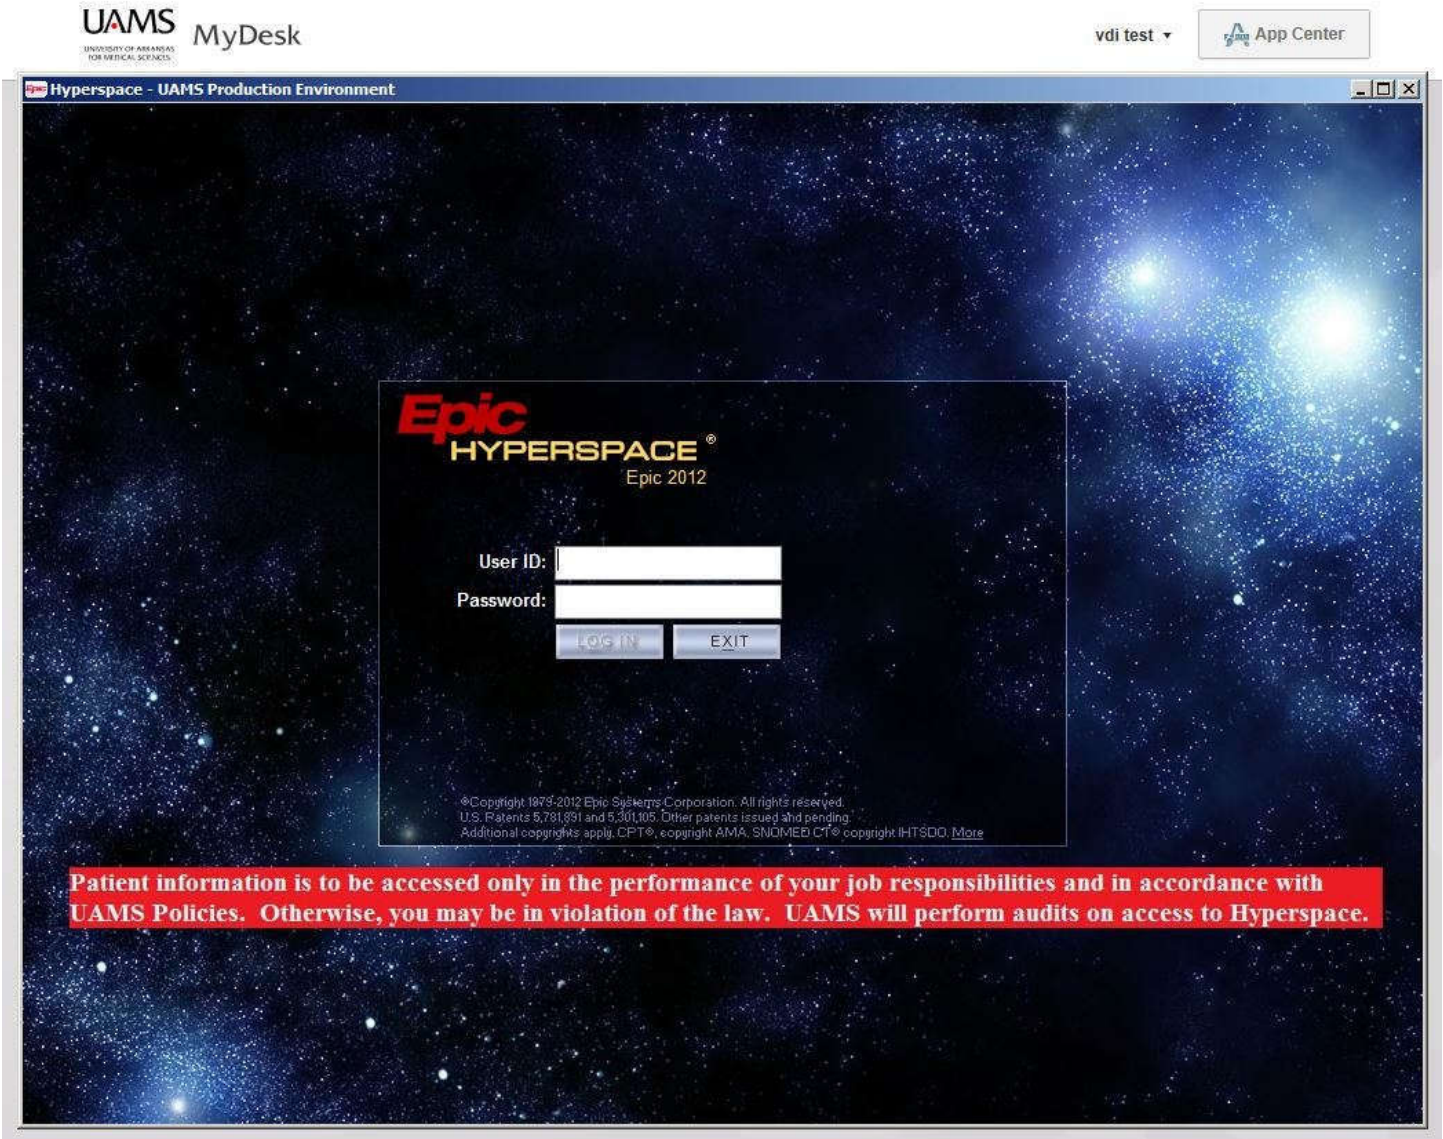 UAMS
UNIVERSITY OF ARKANSAS
FOR MEDICAL SCIENCES
MyDesk
vdi test
App Center
Epic Hyperspace - UAMS Production Environment
Epic
HYPERSPACE ®
Epic 2012
User ID:
Password:
LOG IN
EXIT
©Copyright 1979-2012 Epic Systems Corporation. All rights reserved.
U.S. Patents 5,781,891 and 5,301,105. Other patents issued and pending.
Additional copyrights apply. CPT®, copyright AMA. SNOMED CT® copyright IHTSDO. More
Patient information is to be accessed only in the performance of your job responsibilities and in accordance with
UAMS Policies.  Otherwise, you may be in violation of the law.  UAMS will perform audits on access to Hyperspace.